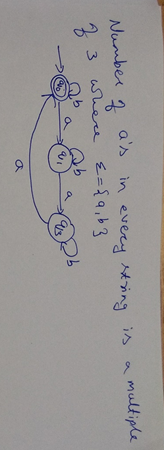 Number of a's in every string is a multiple
of 3 where Σ={a,b}
q0
b
a
q1
b
a
q2
b
a